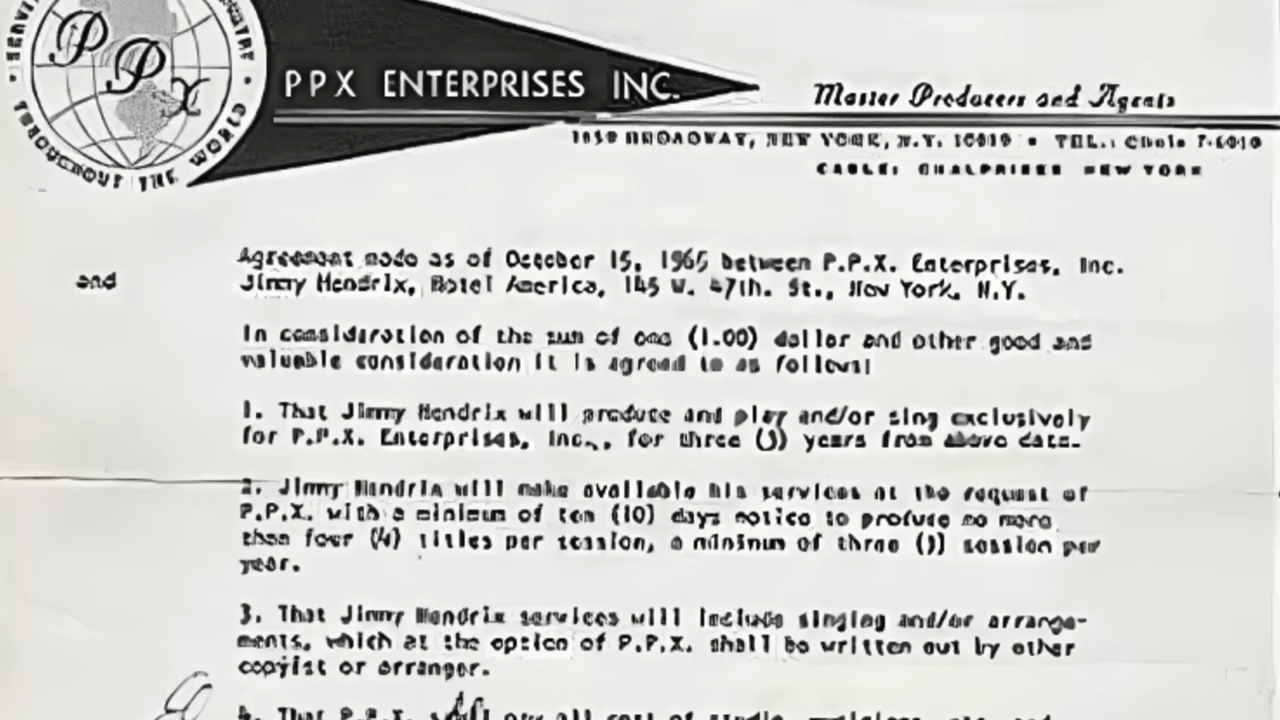 P P X
THROUGHOUT THE WORLD
PPX ENTERPRISES INC.
Master Producers and Agents
BROADWAY, NEW YORK, N.Y. 10019 • TEL.:
CABLE: NEW YORK
Agreement made as of October 15, 1965 between P.P.X. Enterprises, Inc.
and
Jimmy Hendrix, Hotel America, 145 W. 47th. St., New York, N.Y.
In consideration of the sum of one (1.00) dollar and other good and
valuable consideration it is agreed to as follows:
1. That Jimmy Hendrix will produce and play and/or sing exclusively
for P.P.X. Enterprises, Inc., for three (3) years from above date.
2. Jimmy Hendrix will make available his services at the request of
P.P.X. with a minimum of ten (10) days notice to produce no more
than four (4) titles per session, a minimum of three (3) session per
year.
3. That Jimmy Hendrix services will include singing and/or arrange-
ments, which at the option of P.P.X. shall be written out by other
copyist or arranger.
4. That P.P.X. all cost of